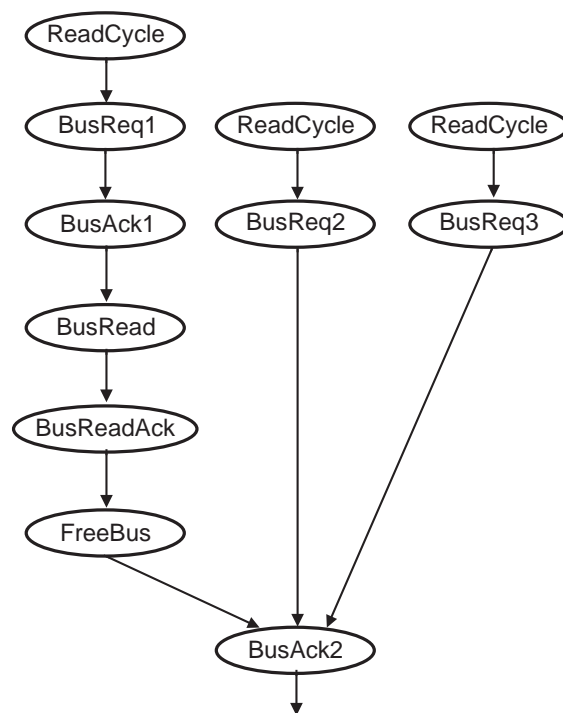 ReadCycle
BusReq1
ReadCycle
ReadCycle
BusAck1
BusReq2
BusReq3
BusRead
BusReadAck
FreeBus
BusAck2